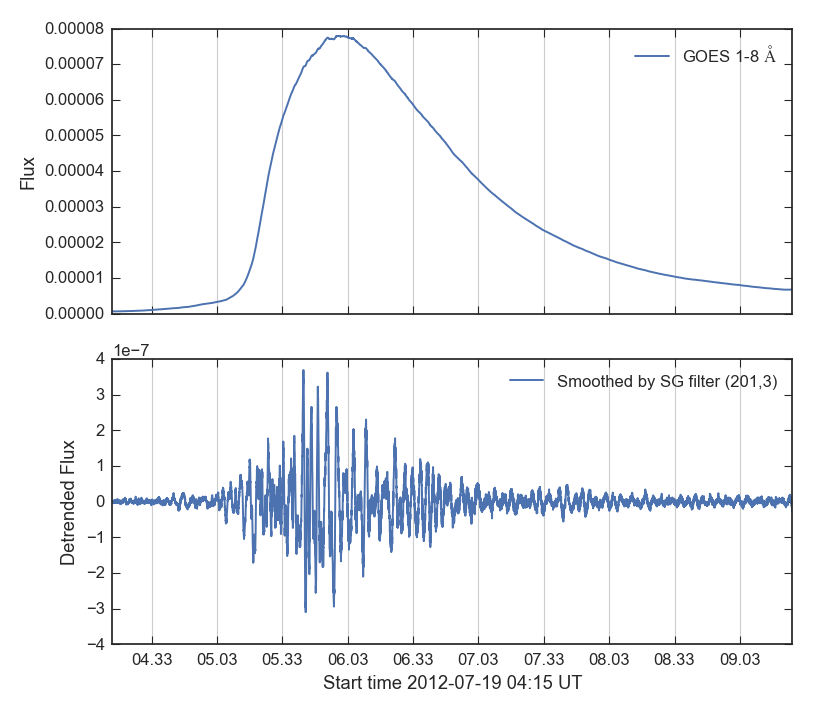 0.00008
0.00007
0.00006
0.00005
0.00004
0.00003
0.00002
0.00001
0.00000
Flux
GOES 1-8 Å
1e−7
4
3
2
1
0
−1
−2
−3
−4
Detrended Flux
Smoothed by SG filter (201,3)
04.33 05.03 05.33 06.03 06.33 07.03 07.33 08.03 08.33 09.03
Start time 2012-07-19 04:15 UT